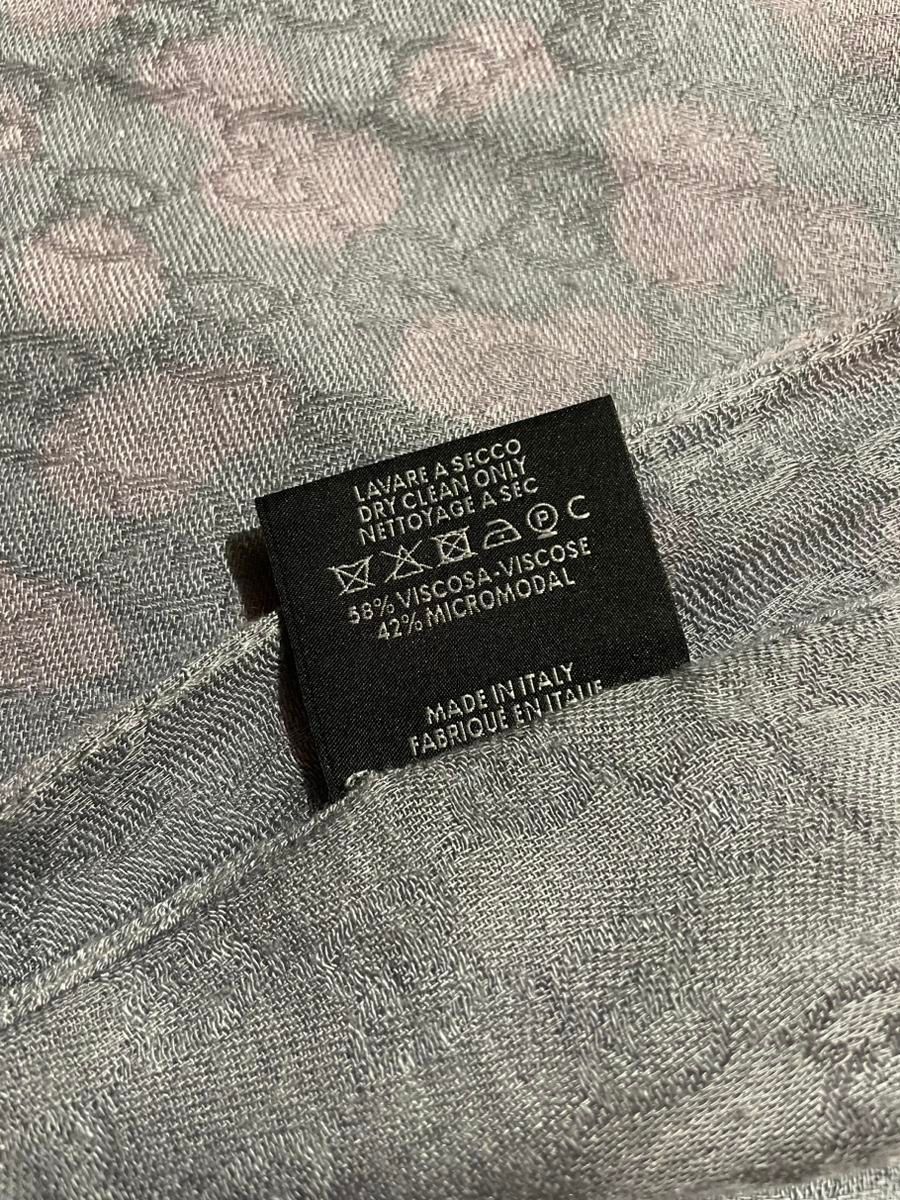 LAVARE A SECCO
DRY CLEAN ONLY
NETTOYAGE A SEC
P C
58% VISCOSA-VISCOSE
42% MICROMODAL
MADE IN ITALY
FABRIQUE EN ITALIE